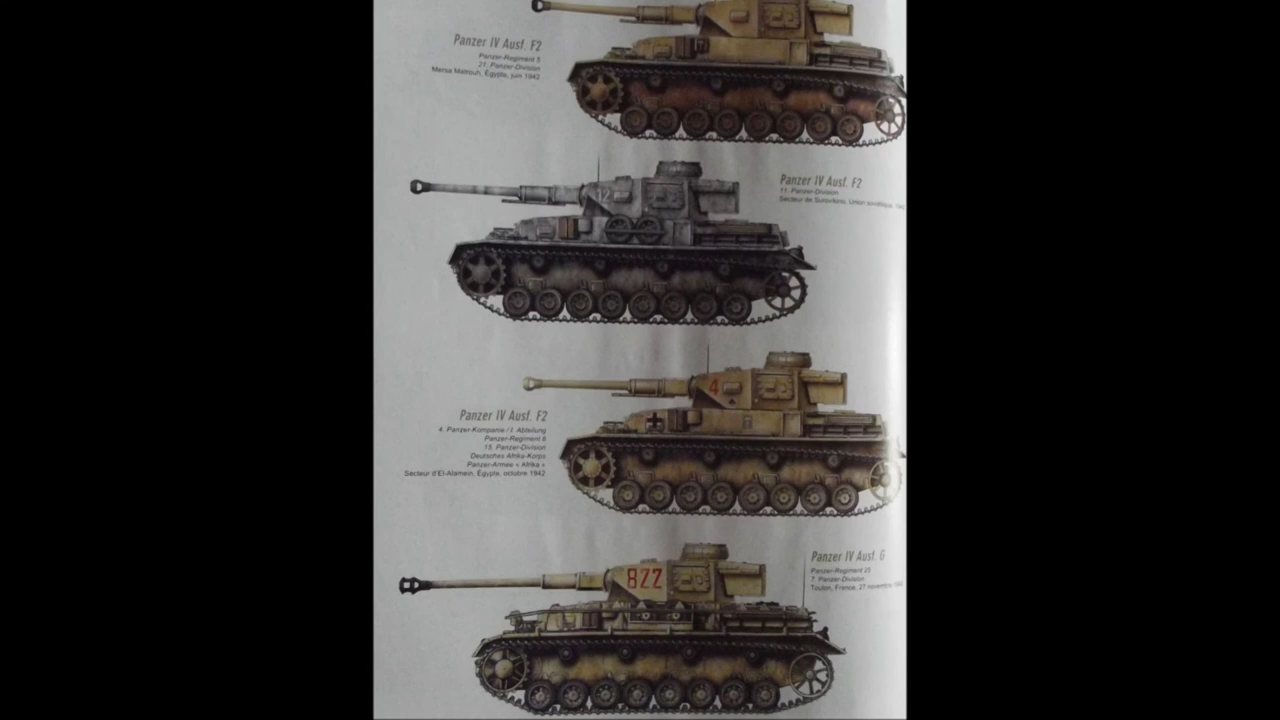 Panzer IV Ausf. F2
Panzer-Regiment 5
21. Panzer-Division
Mersa Matrouh, Égypte, juin 1942
12
Panzer IV Ausf. F2
11. Panzer-Division
Secteur de Surovikino, Union soviétique,
4
Panzer IV Ausf. F2
4. Panzer-Kompanie / I. Abteilung
Panzer-Regiment 8
15. Panzer-Division
Deutsches Afrika-Korps
Panzer-Armee « Afrika »
Secteur d'El-Alamein, Égypte, octobre 1942
822
Panzer IV Ausf. G
Panzer-Regiment 25
7. Panzer-Division
Toulon, France, 27 novembre